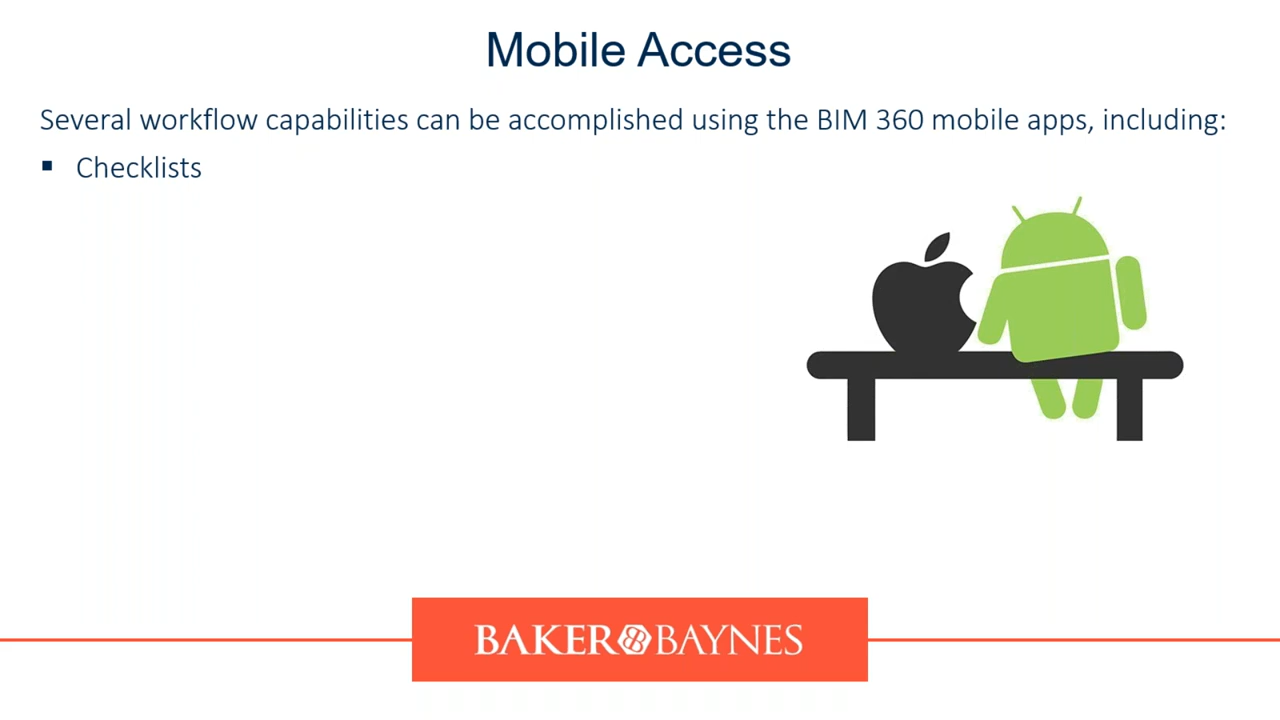 Mobile Access
Several workflow capabilities can be accomplished using the BIM 360 mobile apps, including:
▪ Checklists
BAKER BAYNES